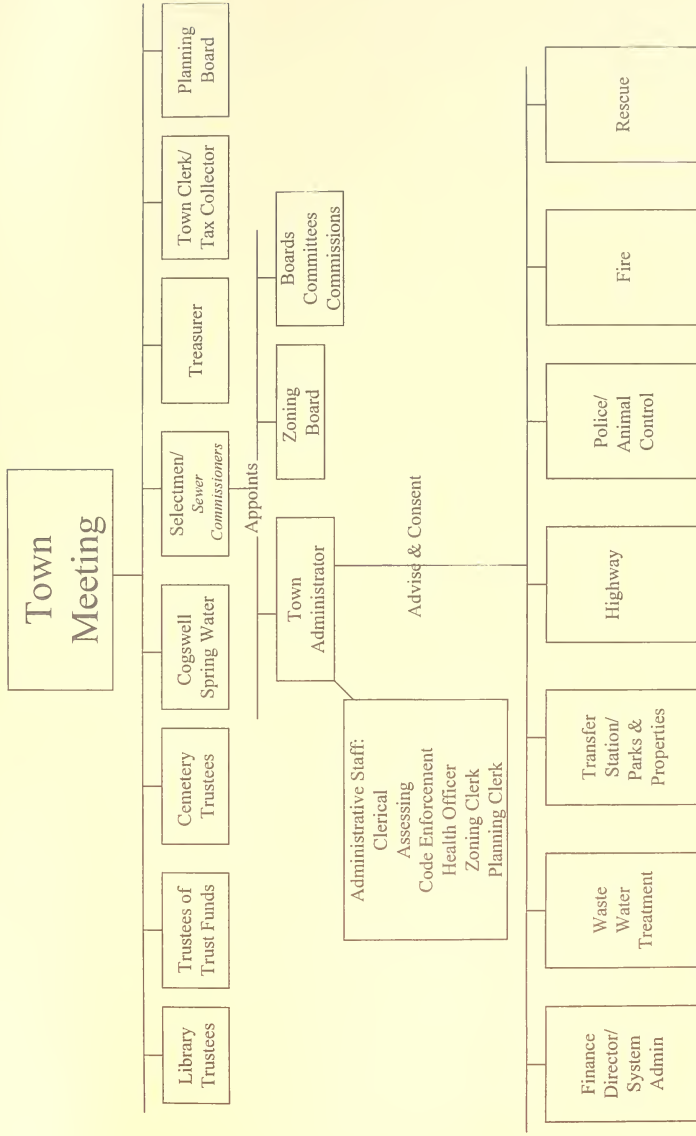 Town
Meeting
Library
Trustees
Trustees of
Trust Funds
Cemetery
Trustees
Cogswell
Spring Water
Selectmen/
Sewer
Commissioners
Treasurer
Town Clerk/
Tax Collector
Planning
Board
Appoints
Town
Administrator
Zoning
Board
Boards
Committees
Commissions
Administrative Staff:
Clerical
Assessing
Code Enforcement
Health Officer
Zoning Clerk
Planning Clerk
Advise & Consent
Finance
Director/
System
Admin
Waste
Water
Treatment
Transfer
Station/
Parks &
Properties
Highway
Police/
Animal
Control
Fire
Rescue